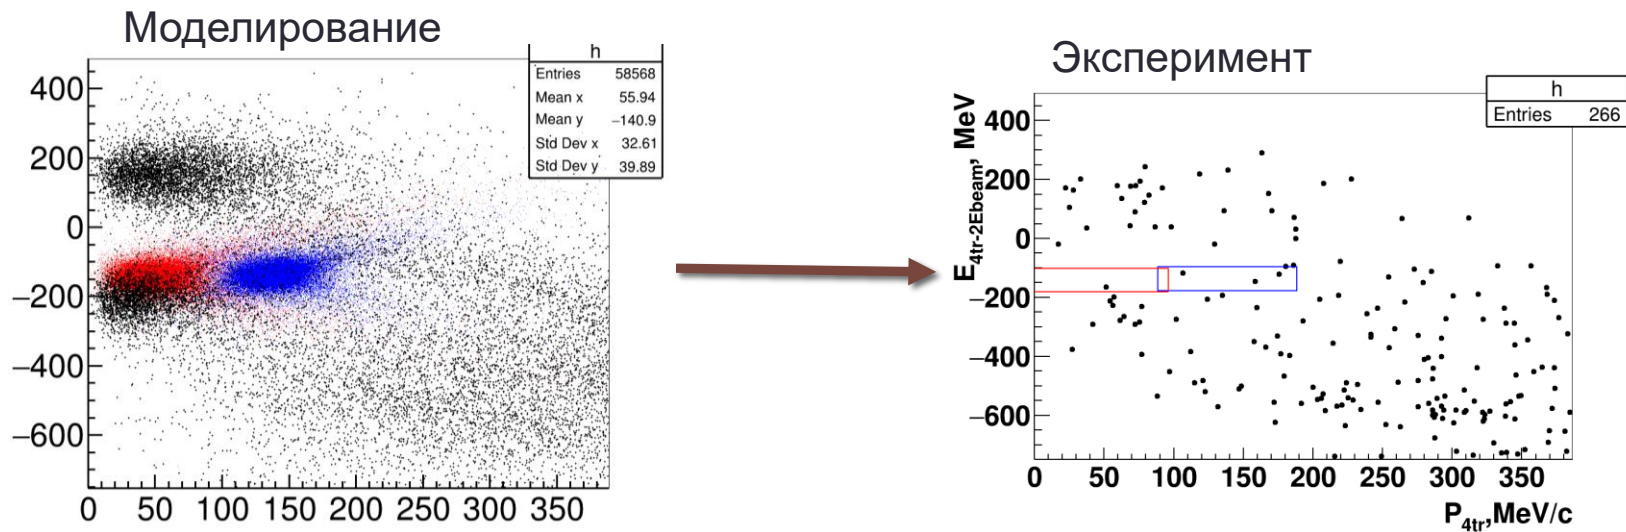 Моделирование
h
Entries 58568
Mean x 55.94
Mean y −140.9
Std Dev x 32.61
Std Dev y 39.89
400
200
0
−200
−400
−600
0 50 100 150 200 250 300 350
Эксперимент
h
Entries 266
E4tr-2Ebeam, MeV
400
200
0
−200
−400
−600
0 50 100 150 200 250 300 350
P4tr,MeV/c